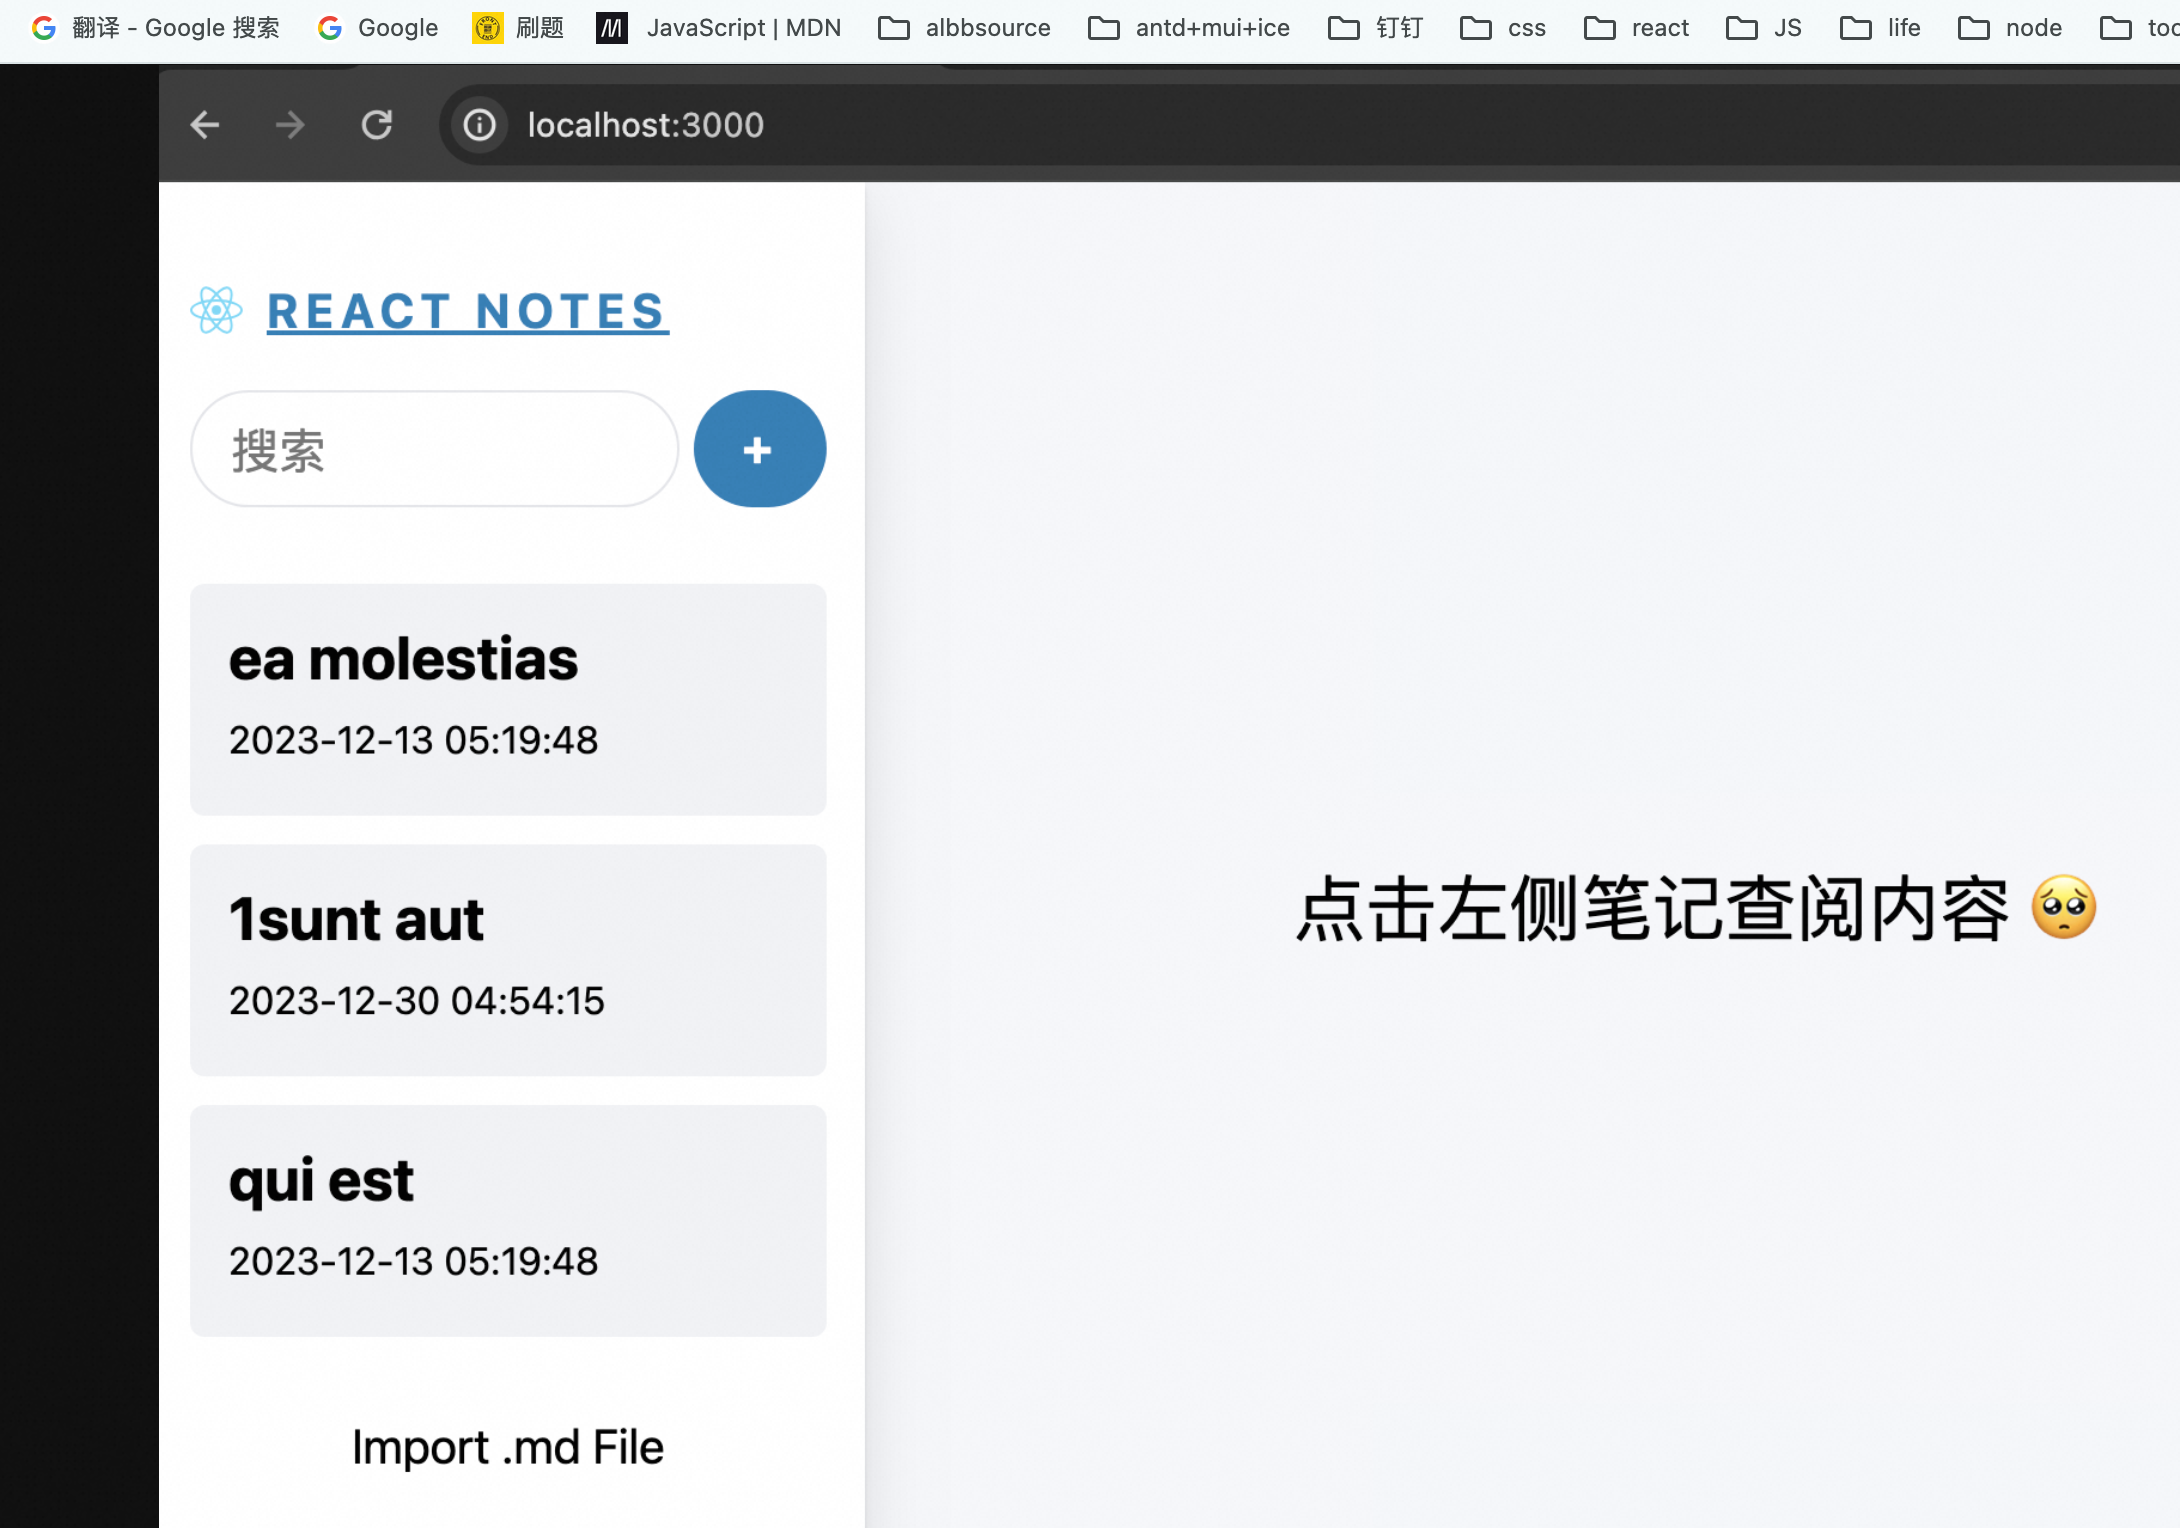 翻译 - Google 搜索 Google 刷题 JavaScript | MDN albbsource antd+mui+ice 钉钉 css react JS life node
localhost:3000
REACT NOTES
搜索 +
ea molestias
2023-12-13 05:19:48
1sunt aut
2023-12-30 04:54:15
qui est
2023-12-13 05:19:48
Import .md File
点击左侧笔记查阅内容 🥺